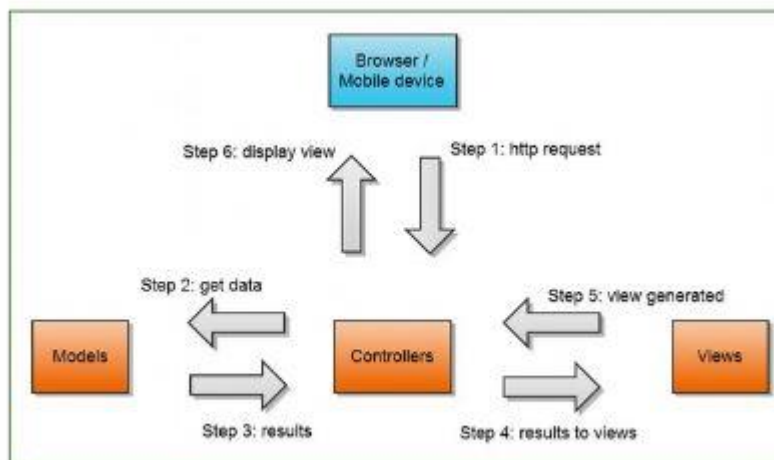 Browser /
Mobile device
Step 6: display view
Step 1: http request
Step 2: get data
Step 5: view generated
Models
Controllers
Views
Step 3: results
Step 4: results to views